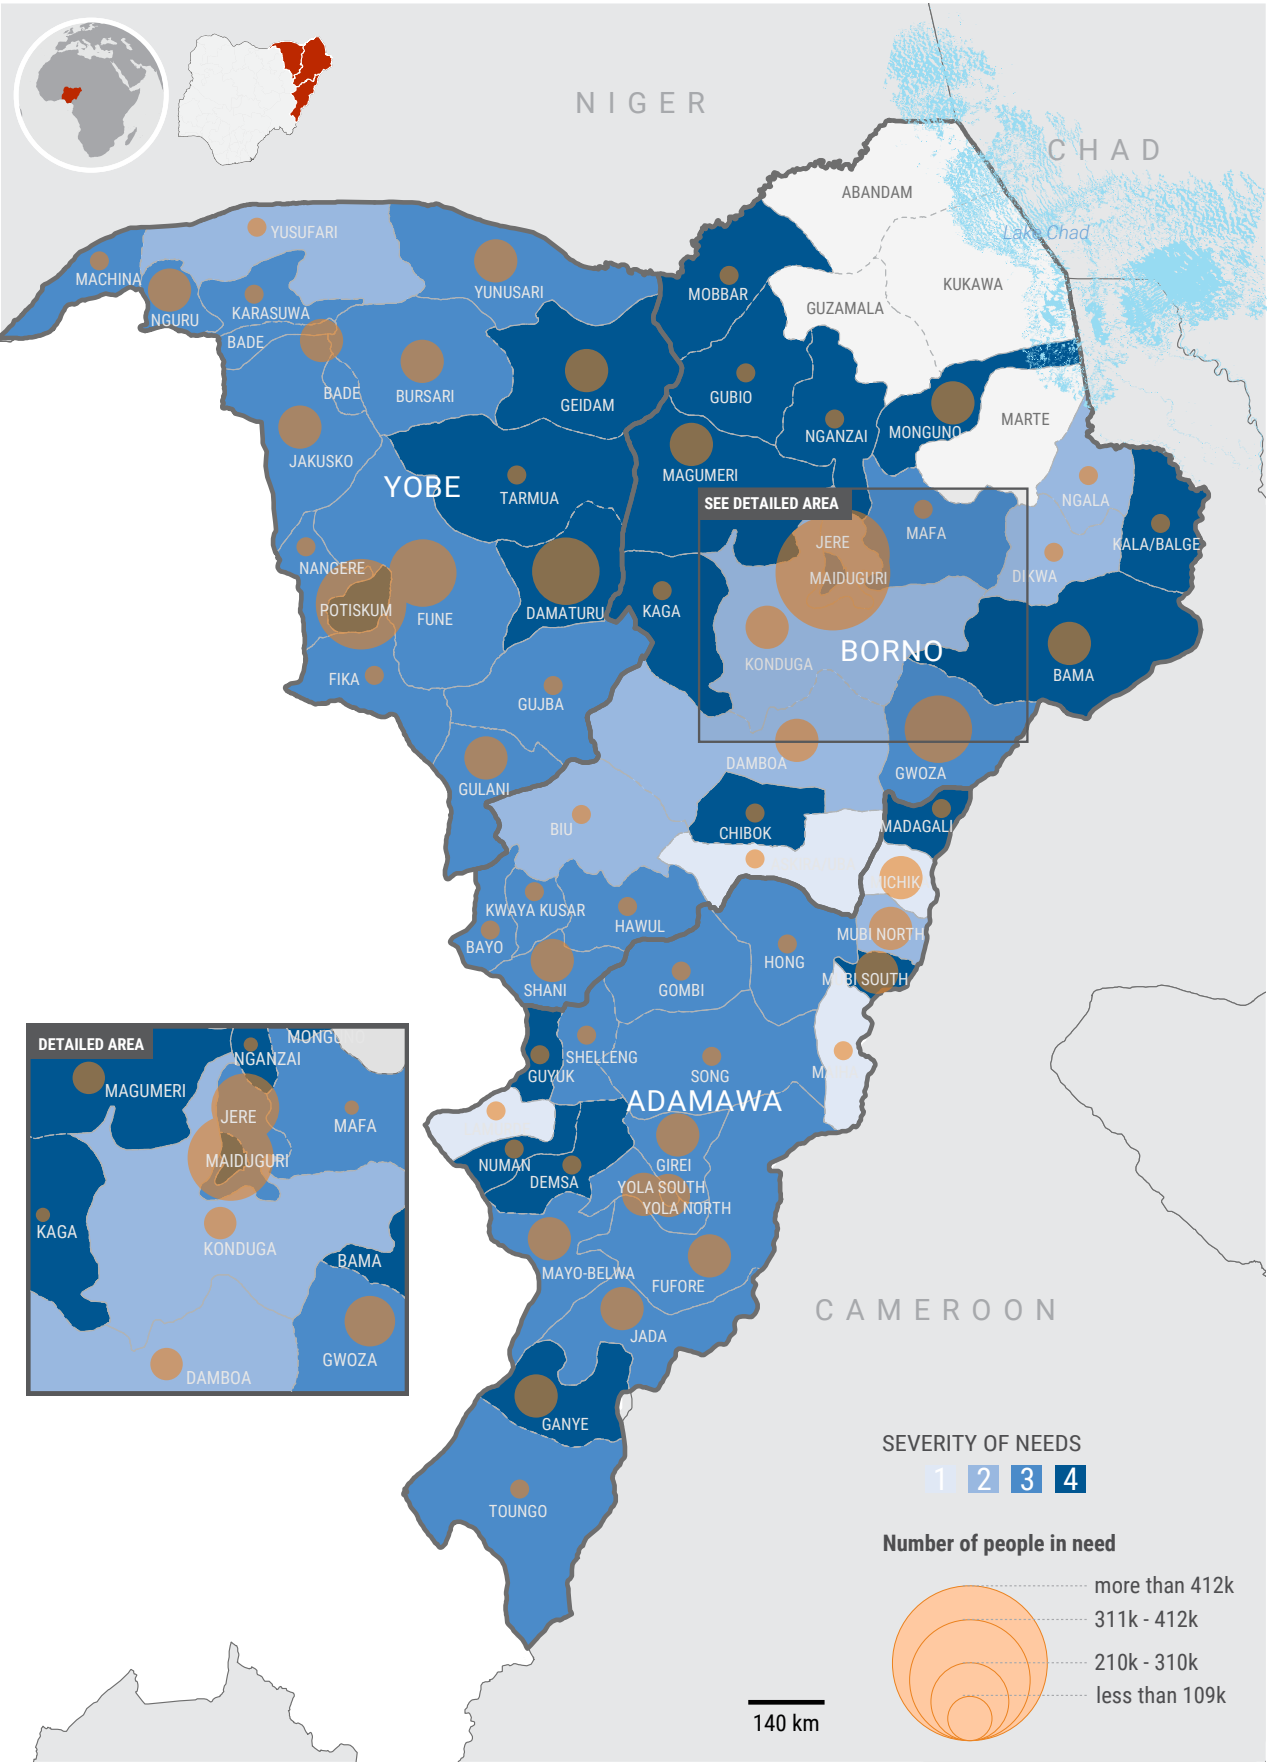 NIGER
CHAD
ABANDAM
Lake Chad
YUSUFARI
MACHINA
YUNUSARI
MOBBAR
KUKAWA
NGURU
KARASUWA
GUZAMALA
BADE
BADE
BURSARI
GEIDAM
GUBIO
NGANZAI
MONGUNO
MARTE
JAKUSKO
MAGUMERI
YOBE
TARMUA
SEE DETAILED AREA
NGALA
MAFA
JERE
KALA/BALGE
NANGERE
MAIDUGURI
DIKWA
POTISKUM
FUNE
DAMATURU
KAGA
BORNO
KONDUGA
BAMA
FIKA
GUJBA
DAMBOA
GWOZA
GULANI
BIU
CHIBOK
MADAGALI
ICHIK
KWAYA KUSAR
HAWUL
MUBI NORTH
BAYO
HONG
SHANI
GOMBI
M BI SOUTH
DETAILED AREA
MONGU
NGANZAI
MAGUMERI
JERE
MAFA
MAIDUGURI
KAGA
KONDUGA
BAMA
GWOZA
DAMBOA
SHELLENG
GUYUK
SONG
M
ADAMAWA
NUMAN
DEMSA
GIREI
YOLA SOUTH
YOLA NORTH
MAYO-BELWA
FUFORE
JADA
CAMEROON
GANYE
TOUNGO
SEVERITY OF NEEDS
1 2 3 4
Number of people in need
more than 412k
311k - 412k
210k - 310k
less than 109k
140 km